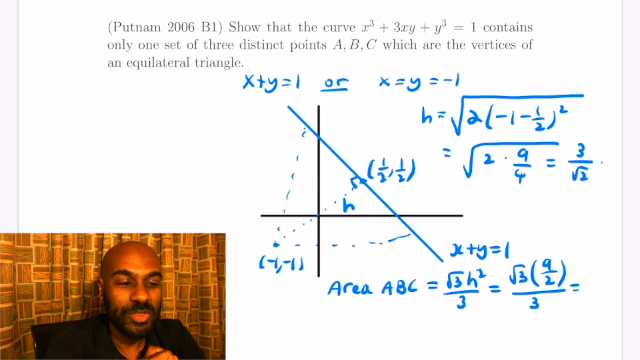 (Putnam 2006 B1) Show that the curve x³ + 3xy + y³ = 1 contains
only one set of three distinct points A, B, C which are the vertices of
an equilateral triangle.
x+y=1 or x=y=-1
h = √(2(-1-½)²)
= √(2·9/4) = 3/√2.
(½,½)
h
(-1,-1)
x+y=1
Area ABC = √3h²/3 = √3(9/2)/3 =